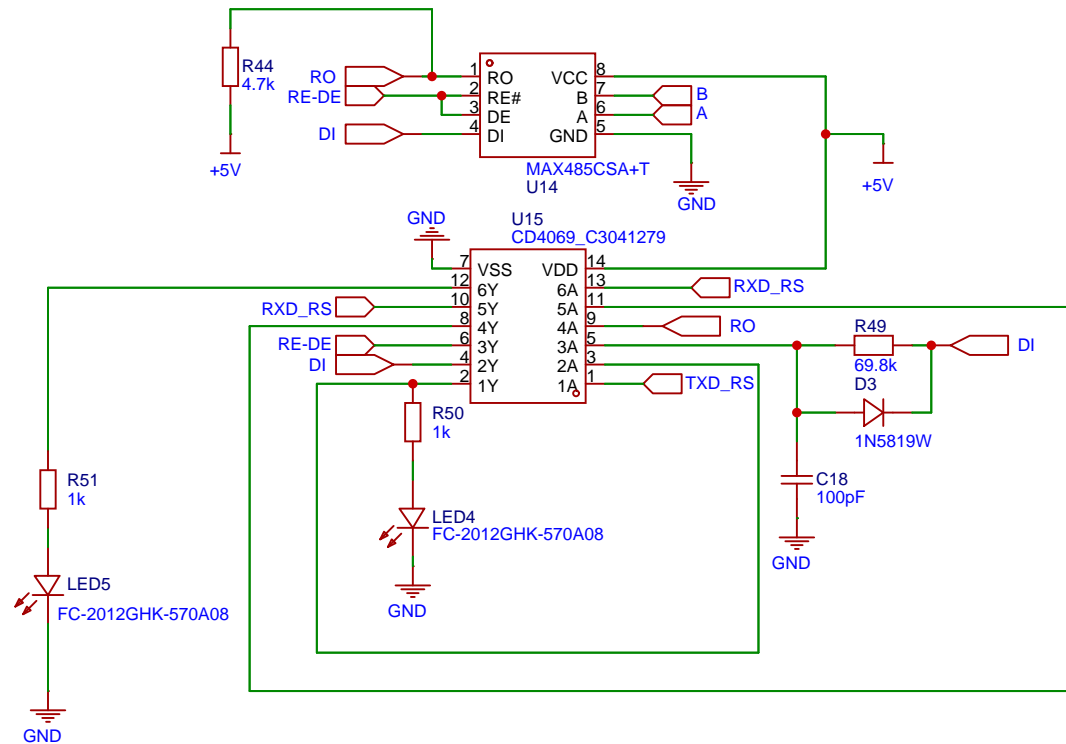 R44
4.7k
+5V
RO
RE-DE
DI
1
2
3
4
RO
RE#
DE
DI
VCC
B
A
GND
8
7
6
5
B
A
MAX485CSA+T
U14
GND
+5V
GND
U15
CD4069_C3041279
7
12
10
8
6
4
2
VSS
6Y
5Y
4Y
3Y
2Y
1Y
VDD
6A
5A
4A
3A
2A
1A
14
13
11
9
5
3
1
RXD_RS
RE-DE
DI
RXD_RS
RO
TXD_RS
R49
69.8k
DI
D3
1N5819W
C18
100pF
GND
R50
1k
LED4
FC-2012GHK-570A08
GND
R51
1k
LED5
FC-2012GHK-570A08
GND